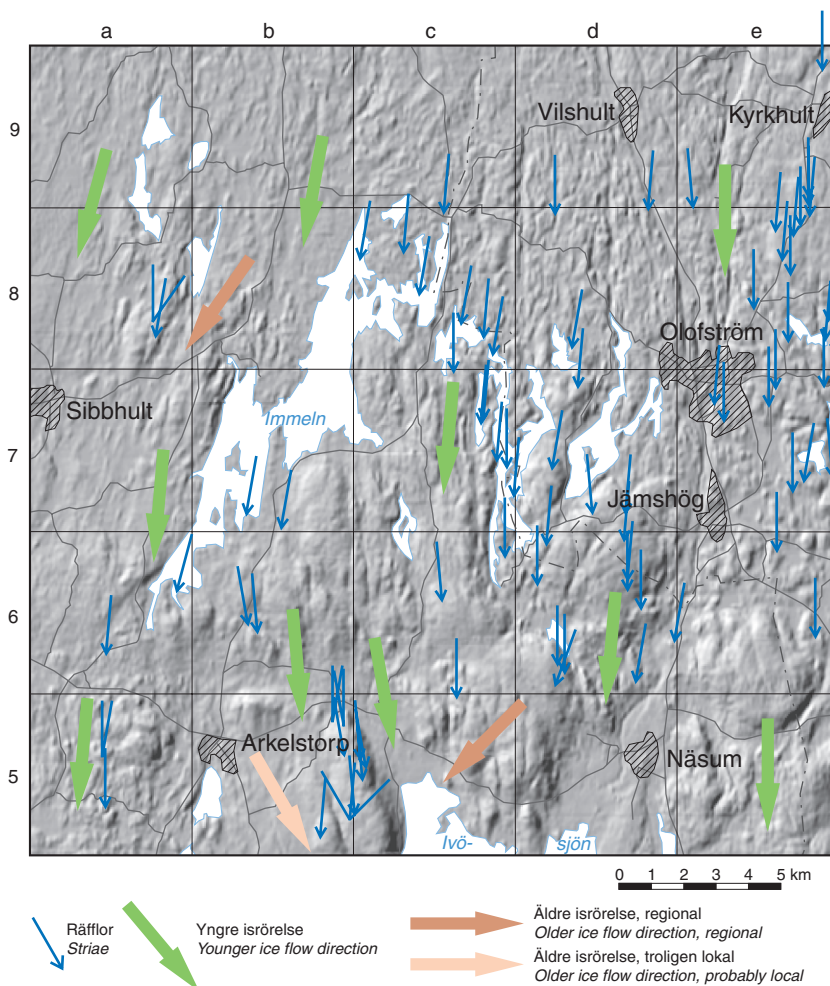 a b c d e
9
Vilshult Kyrkhult
8
Olofström
Sibbhult
Immeln
7
Jämshög
6
Arkelstorp
Näsum
5
Ivö- sjön
0 1 2 3 4 5 km
Räfflor
Striae
Yngre isrörelse
Younger ice flow direction
Äldre isrörelse, regional
Older ice flow direction, regional
Äldre isrörelse, troligen lokal
Older ice flow direction, probably local